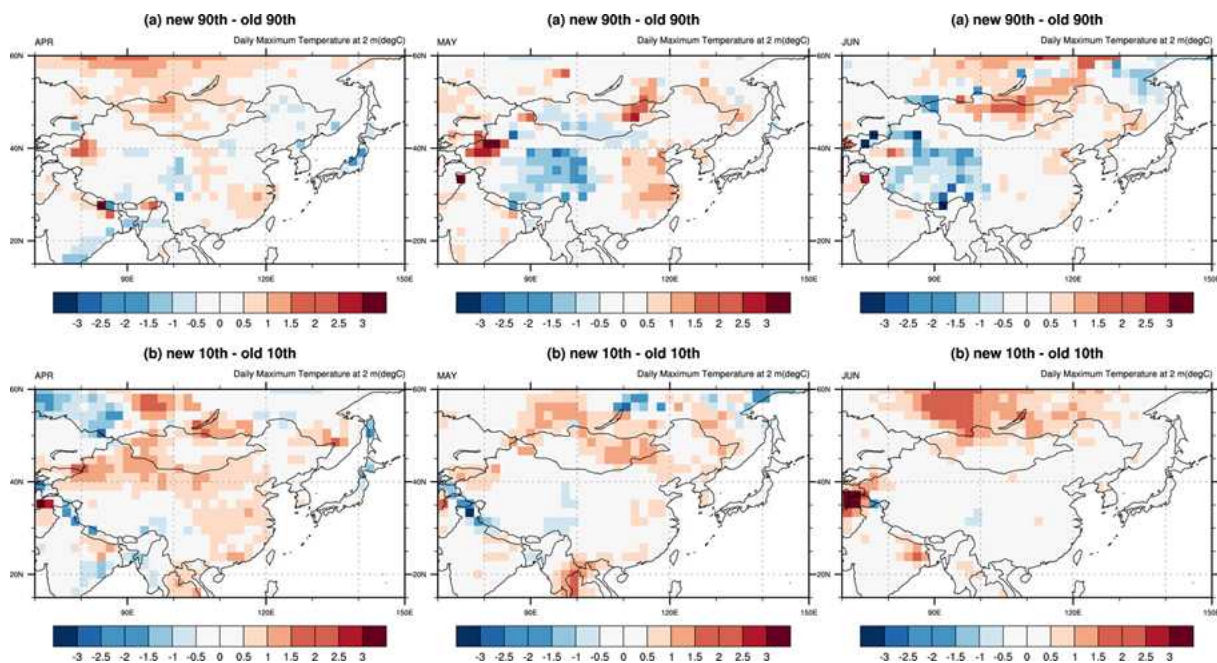 (a) new 90th - old 90th (a) new 90th - old 90th (a) new 90th - old 90th
APR Daily Maximum Temperature at 2 m(degC) MAY Daily Maximum Temperature at 2 m(degC) JUN Daily Maximum Temperature at 2 m(degC)
60N 60N 60N
40N 40N 40N
20N 20N 20N
90E 120E 150E 90E 120E 150E 90E 120E 150E
-3 -2.5 -2 -1.5 -1 -0.5 0 0.5 1 1.5 2 2.5 3 -3 -2.5 -2 -1.5 -1 -0.5 0 0.5 1 1.5 2 2.5 3 -3 -2.5 -2 -1.5 -1 -0.5 0 0.5 1 1.5 2 2.5 3
(b) new 10th - old 10th (b) new 10th - old 10th (b) new 10th - old 10th
APR Daily Maximum Temperature at 2 m(degC) MAY Daily Maximum Temperature at 2 m(degC) JUN Daily Maximum Temperature at 2 m(degC)
60N 60N 60N
40N 40N 40N
20N 20N 20N
90E 120E 150E 90E 120E 150E 90E 120E 150E
-3 -2.5 -2 -1.5 -1 -0.5 0 0.5 1 1.5 2 2.5 3 -3 -2.5 -2 -1.5 -1 -0.5 0 0.5 1 1.5 2 2.5 3 -3 -2.5 -2 -1.5 -1 -0.5 0 0.5 1 1.5 2 2.5 3